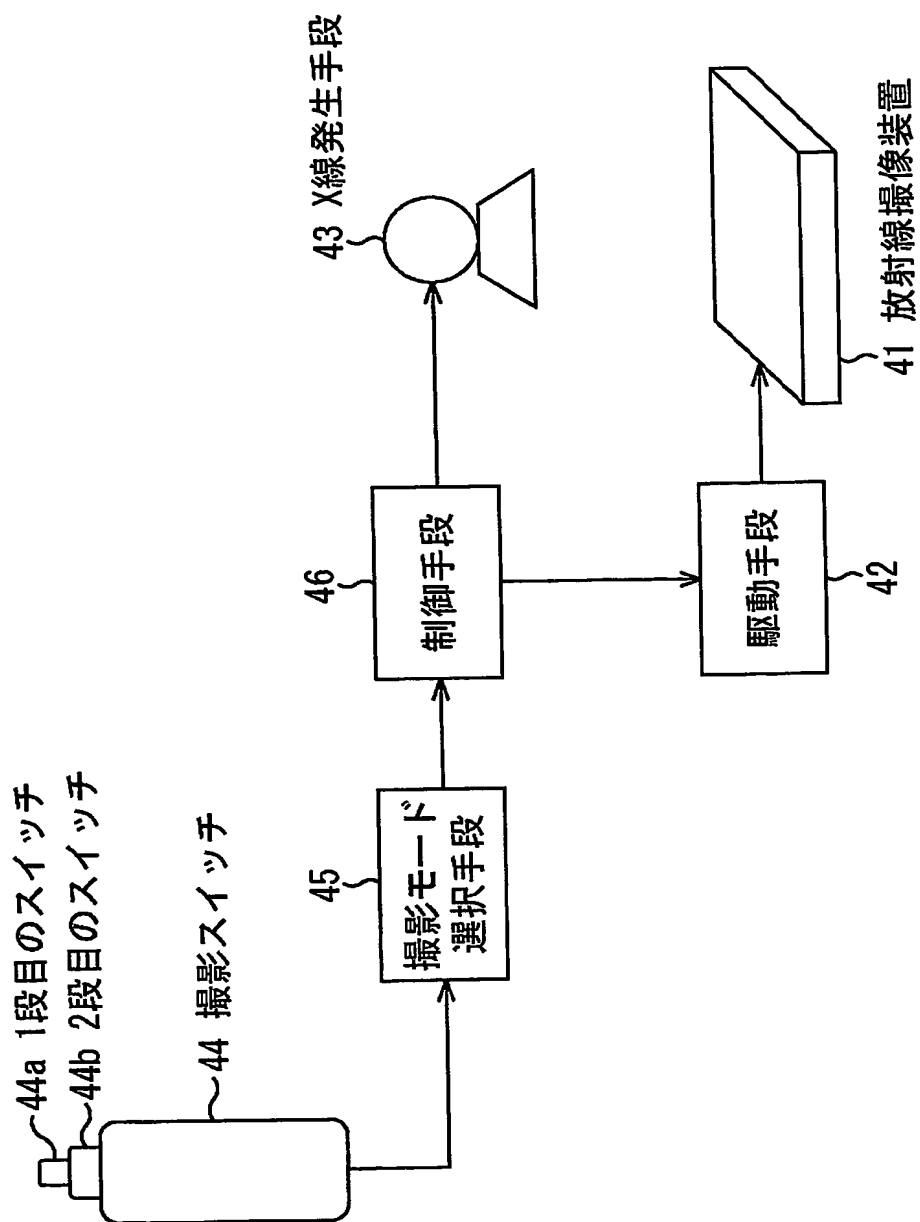 44a 1段目のスイッチ
44b 2段目のスイッチ
44 撮影スイッチ
45
撮影モード
選択手段
46
制御手段
43 X線発生手段
駆動手段
42
41 放射線撮像装置